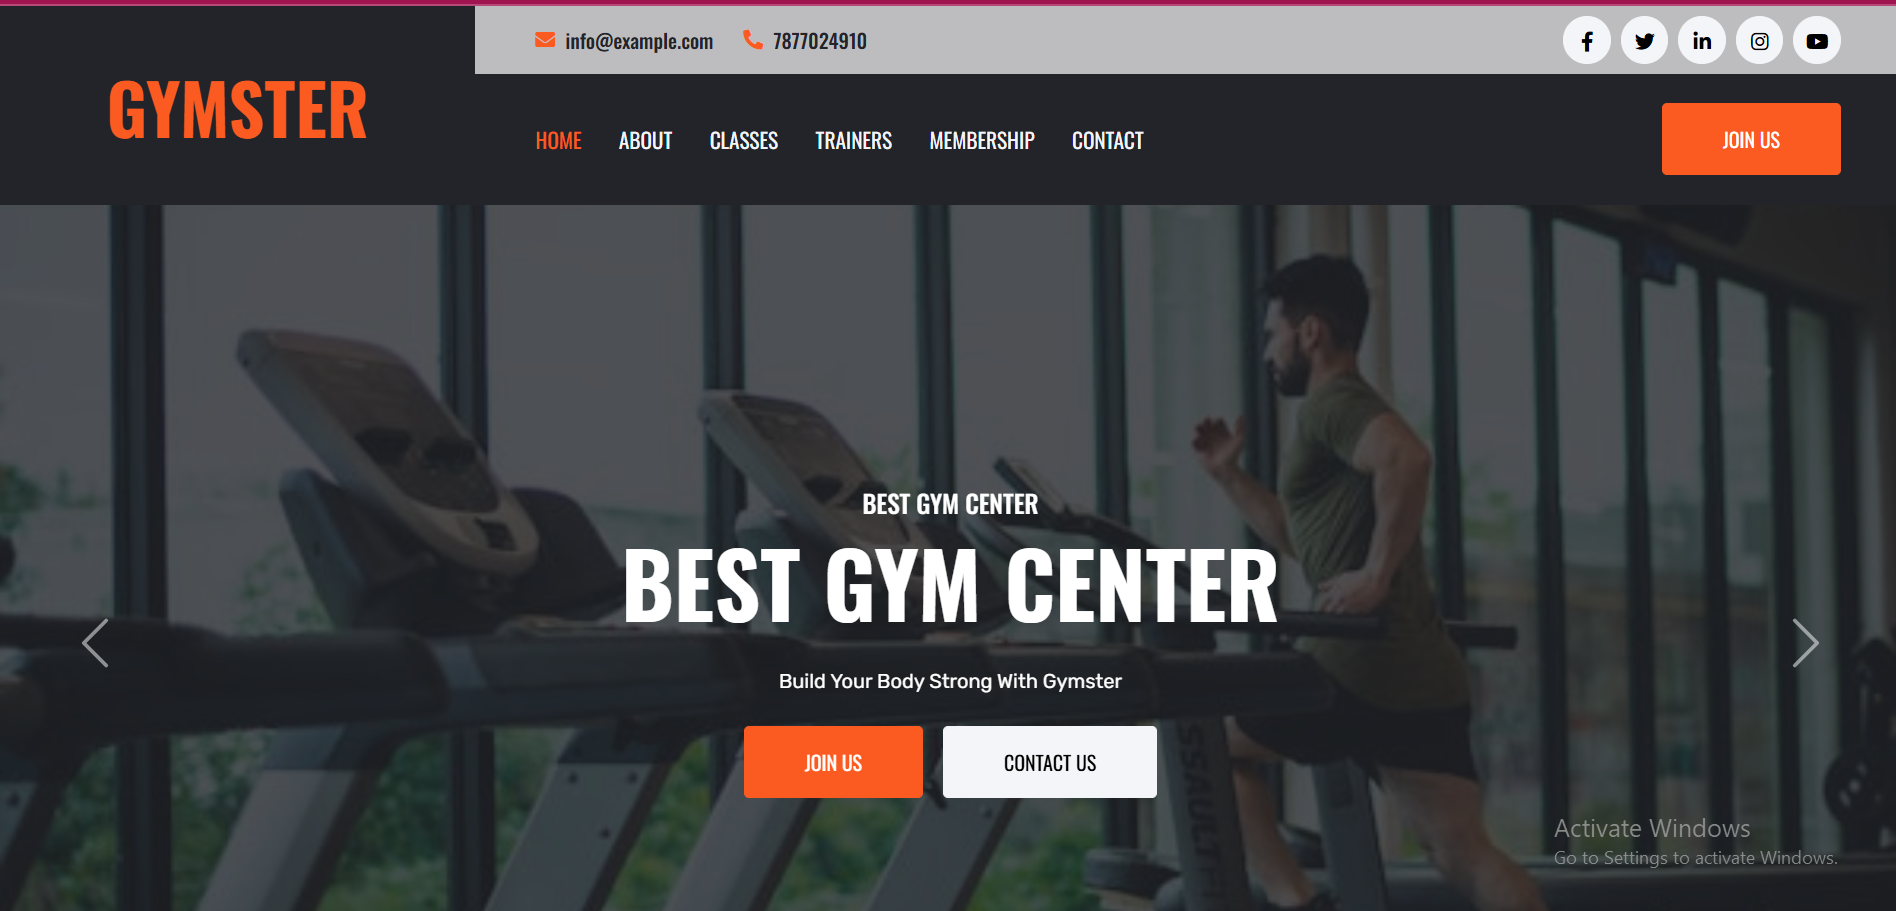 info@example.com
7877024910
GYMSTER
HOME
ABOUT
CLASSES
TRAINERS
MEMBERSHIP
CONTACT
JOIN US
BEST GYM CENTER
BEST GYM CENTER
Build Your Body Strong With Gymster
JOIN US
CONTACT US
SSAULT
Activate Windows
Go to Settings to activate Windows.